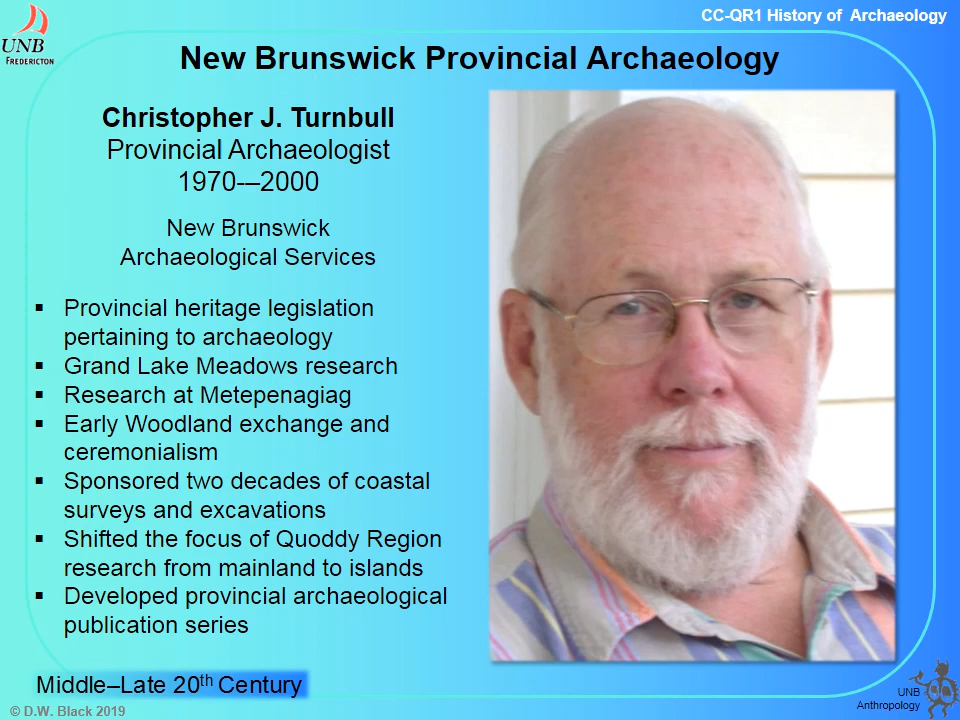 CC-QR1 History of Archaeology
UNB
FREDERICTON
New Brunswick Provincial Archaeology
Christopher J. Turnbull
Provincial Archaeologist
1970-–2000
New Brunswick
Archaeological Services
▪ Provincial heritage legislation
pertaining to archaeology
▪ Grand Lake Meadows research
▪ Research at Metepenagiag
▪ Early Woodland exchange and
ceremonialism
▪ Sponsored two decades of coastal
surveys and excavations
▪ Shifted the focus of Quoddy Region
research from mainland to islands
▪ Developed provincial archaeological
publication series
Middle–Late 20th Century
© D.W. Black 2019
UNB
Anthropology